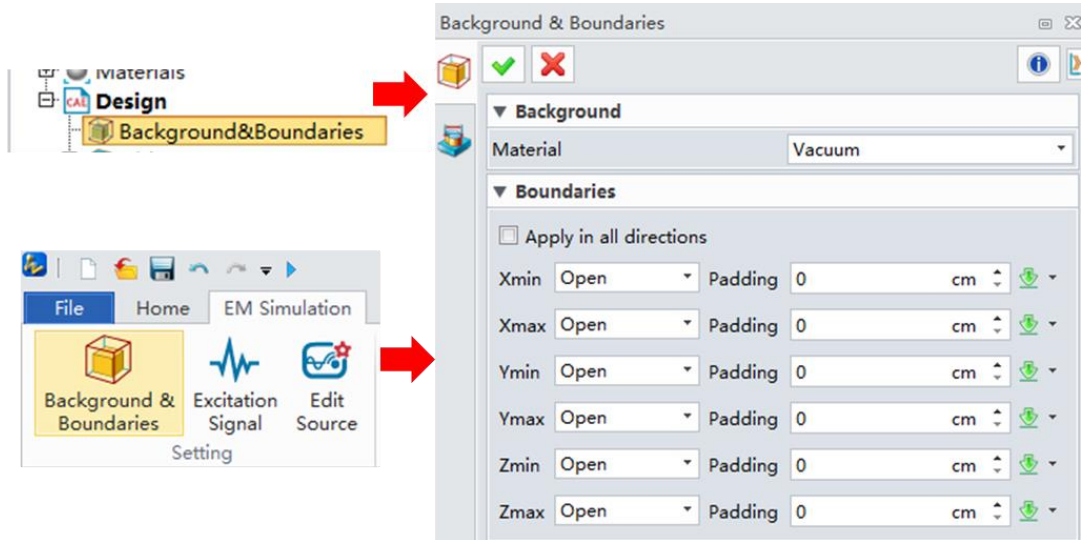 Materials
CAE Design
Background&Boundaries
File Home EM Simulation
Background & Boundaries
Excitation Signal
Edit Source
Setting
Background & Boundaries
Background
Material Vacuum
Boundaries
Apply in all directions
Xmin Open Padding 0 cm
Xmax Open Padding 0 cm
Ymin Open Padding 0 cm
Ymax Open Padding 0 cm
Zmin Open Padding 0 cm
Zmax Open Padding 0 cm